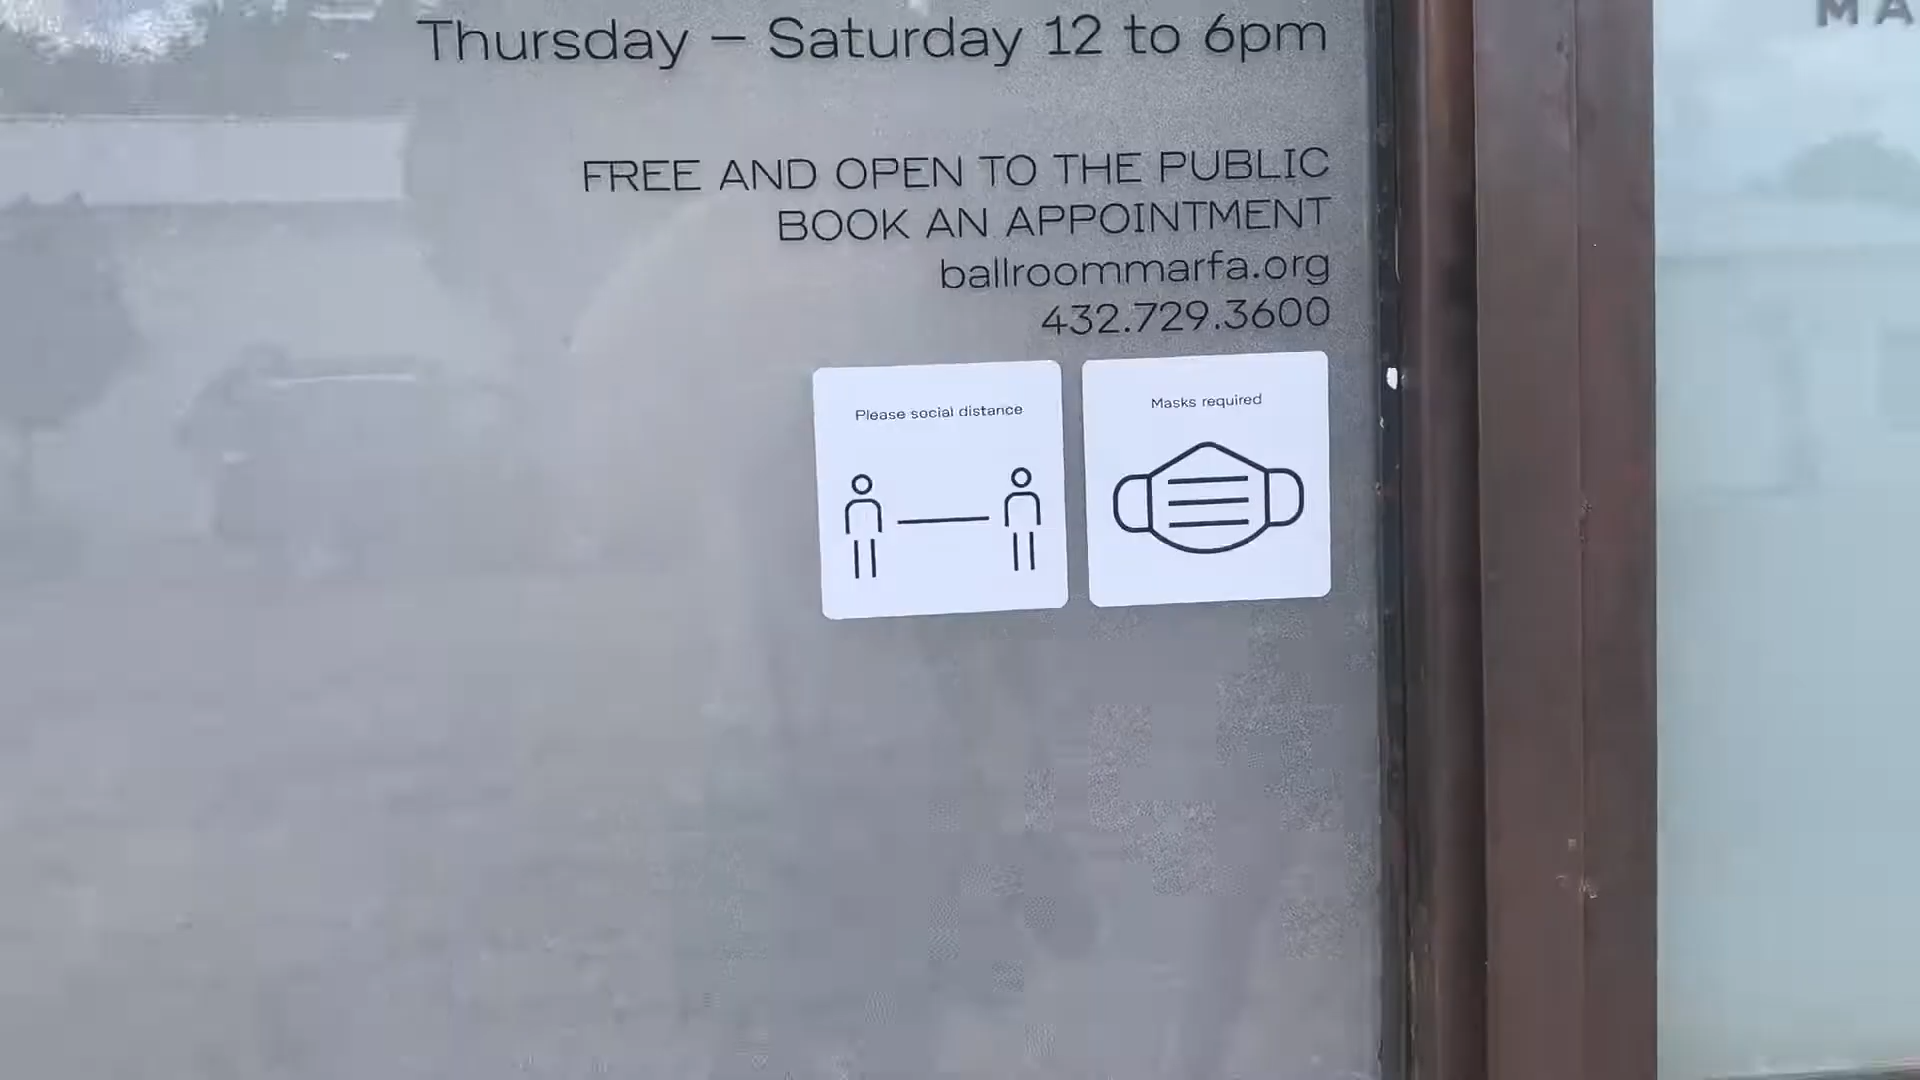 Thursday – Saturday 12 to 6pm
FREE AND OPEN TO THE PUBLIC
BOOK AN APPOINTMENT
ballroommarfa.org
432.729.3600
Please social distance
Masks required
MA